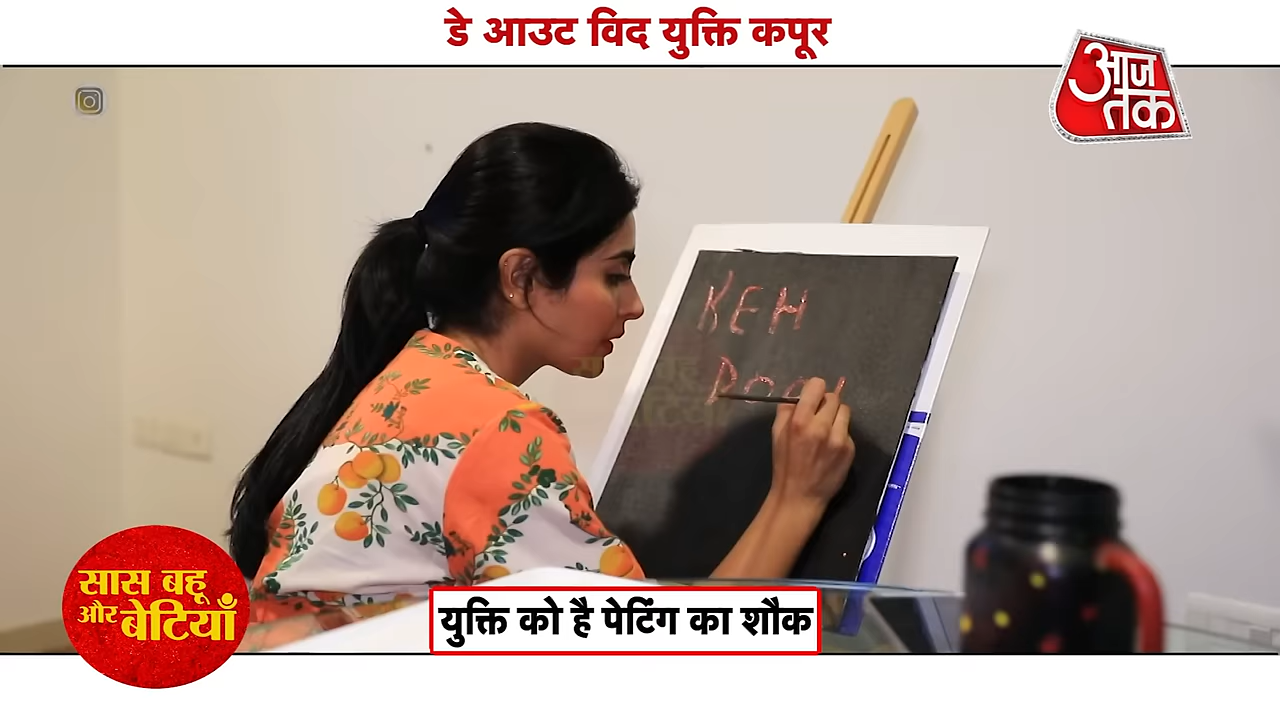 डे आउट विद युक्ति कपूर
आज
तक
KEH
सास बहू
और बेटियाँ
युक्ति को है पेटिंग का शौक